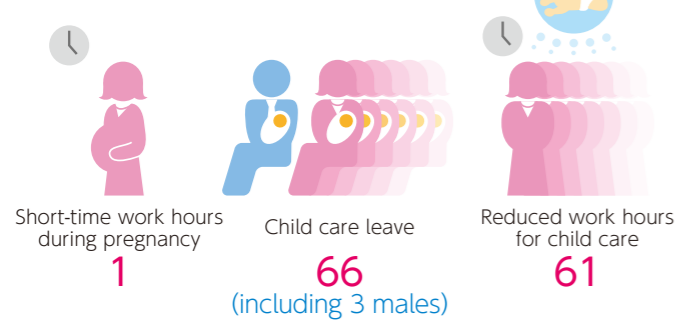 Short-time work hours
during pregnancy
1
Child care leave
66
(including 3 males)
Reduced work hours
for child care
61